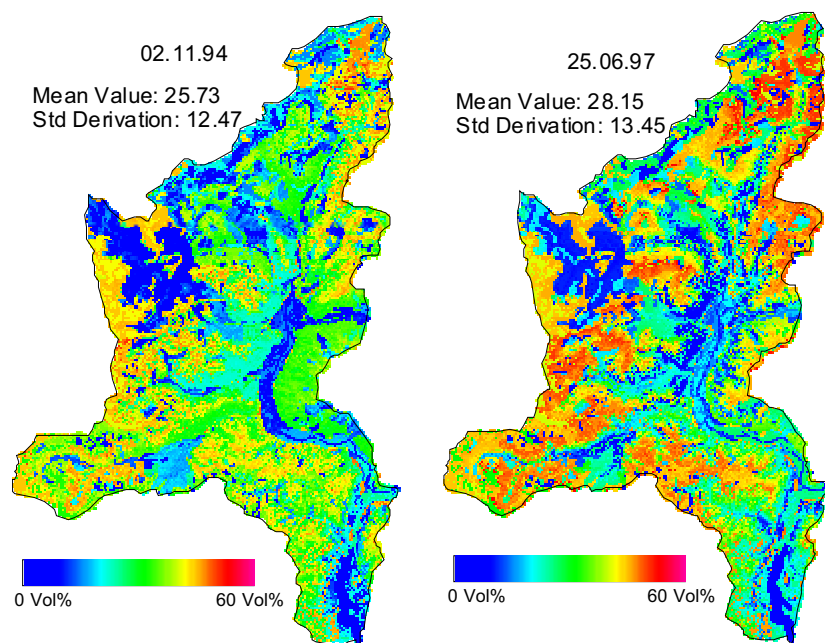 02.11.94
Mean Value: 25.73
Std Derivation: 12.47
25.06.97
Mean Value: 28.15
Std Derivation: 13.45
0 Vol% 60 Vol%
0 Vol% 60 Vol%